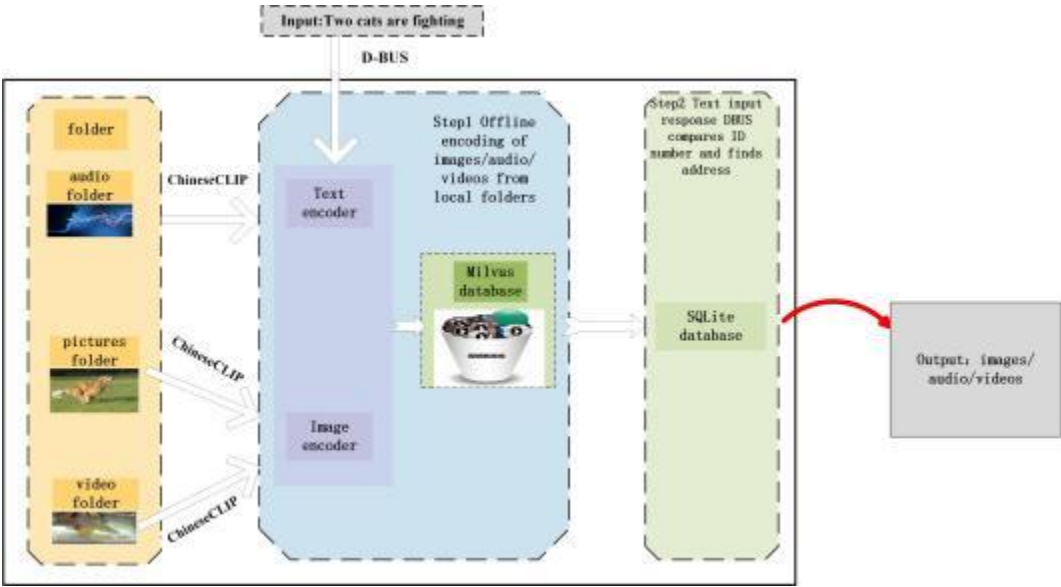 Input:Two cats are fighting
D-BUS
folder
audio
folder
ChineseCLIP
pictures
folder
ChineseCLIP
video
folder
ChineseCLIP
Text
encoder
Image
encoder
Step1 Offline
encoding of
images/audio/
videos from
local folders
Milvus
database
Step2 Text input
response DBUS
compares ID
number and finds
address
SQLite
database
Output: images/
audio/videos